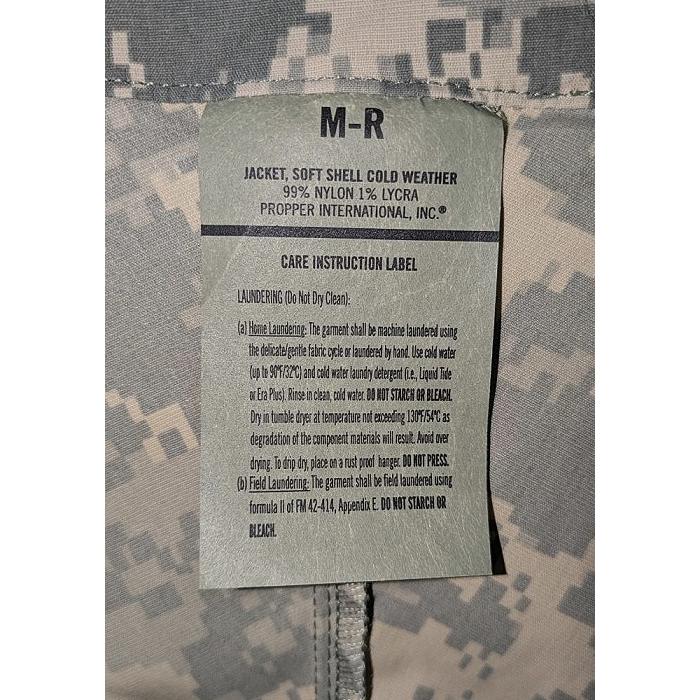 M-R
JACKET, SOFT SHELL COLD WEATHER
99% NYLON 1% LYCRA
PROPPER INTERNATIONAL, INC.®
CARE INSTRUCTION LABEL
LAUNDERING (Do Not Dry Clean):
(a) Home Laundering: The garment shall be machine laundered using
the delicate/gentle fabric cycle or laundered by hand. Use cold water
(up to 90°F/32°C) and cold water laundry detergent (i.e., Liquid Tide
or Era Plus). Rinse in clean, cold water. DO NOT STARCH OR BLEACH.
Dry in tumble dryer at temperature not exceeding 130°F/54°C as
degradation of the component materials will result. Avoid over
drying. To drip dry, place on a rust proof hanger. DO NOT PRESS.
(b) Field Laundering: The garment shall be field laundered using
formula II of FM 42-414, Appendix E. DO NOT STARCH OR
BLEACH.